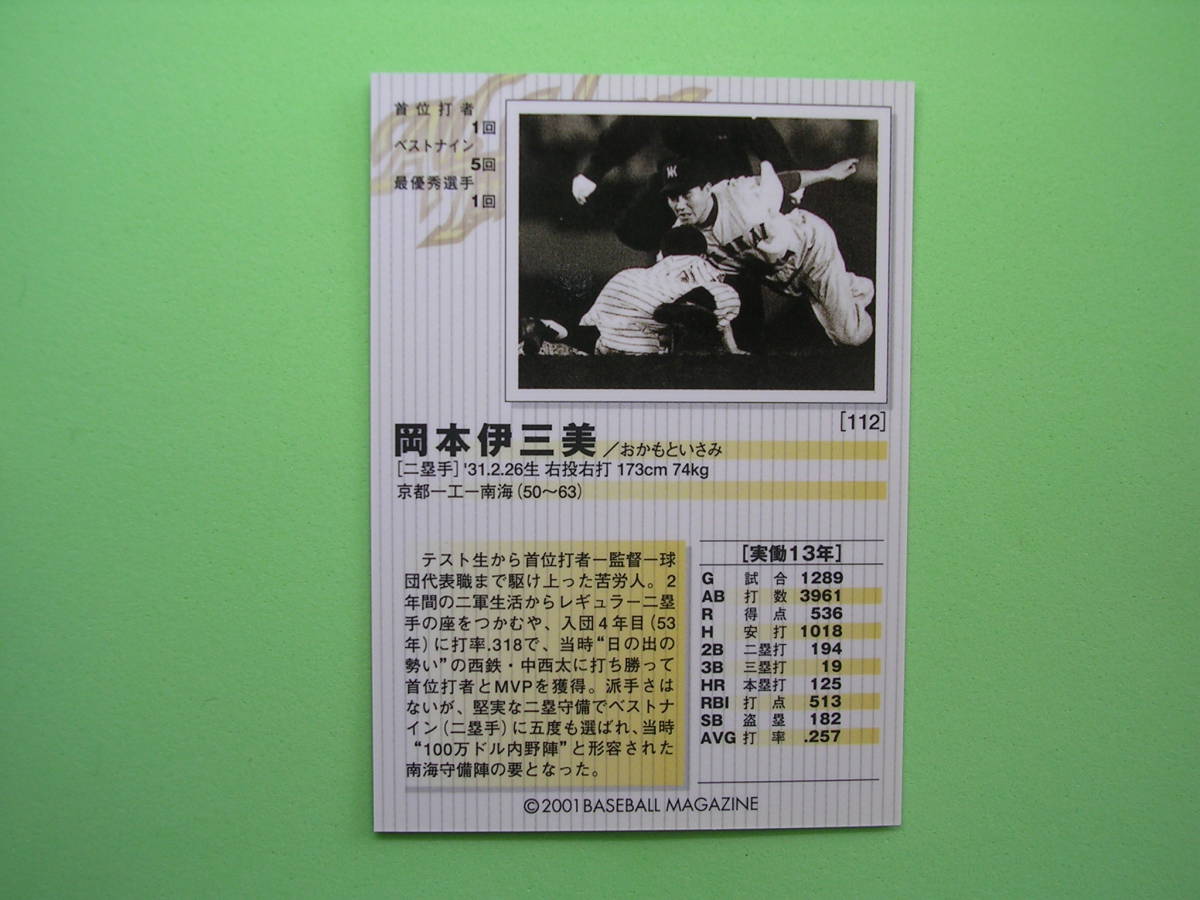 首位打者
1回
ベストナイン
5回
最優秀選手
1回
NK
[112]
岡本伊三美／おかもといさみ
[二塁手] '31.2.26生 右投右打 173cm 74kg
京都一工ー南海(50〜63)
テスト生から首位打者ー監督ー球
団代表職まで駆け上った苦労人。2
年間の二軍生活からレギュラー二塁
手の座をつかむや、入団4年目(53
年)に打率.318で、当時“日の出の
勢い”の西鉄・中西太に打ち勝って
首位打者とMVPを獲得。派手さは
ないが、堅実な二塁守備でベストナ
イン(二塁手)に五度も選ばれ、当時
“100万ドル内野陣”と形容された
南海守備陣の要となった。
[実働13年]
G 試合 1289
AB 打数 3961
R 得点 536
H 安打 1018
2B 二塁打 194
3B 三塁打 19
HR 本塁打 125
RBI 打点 513
SB 盗塁 182
AVG 打率 .257
©2001 BASEBALL MAGAZINE